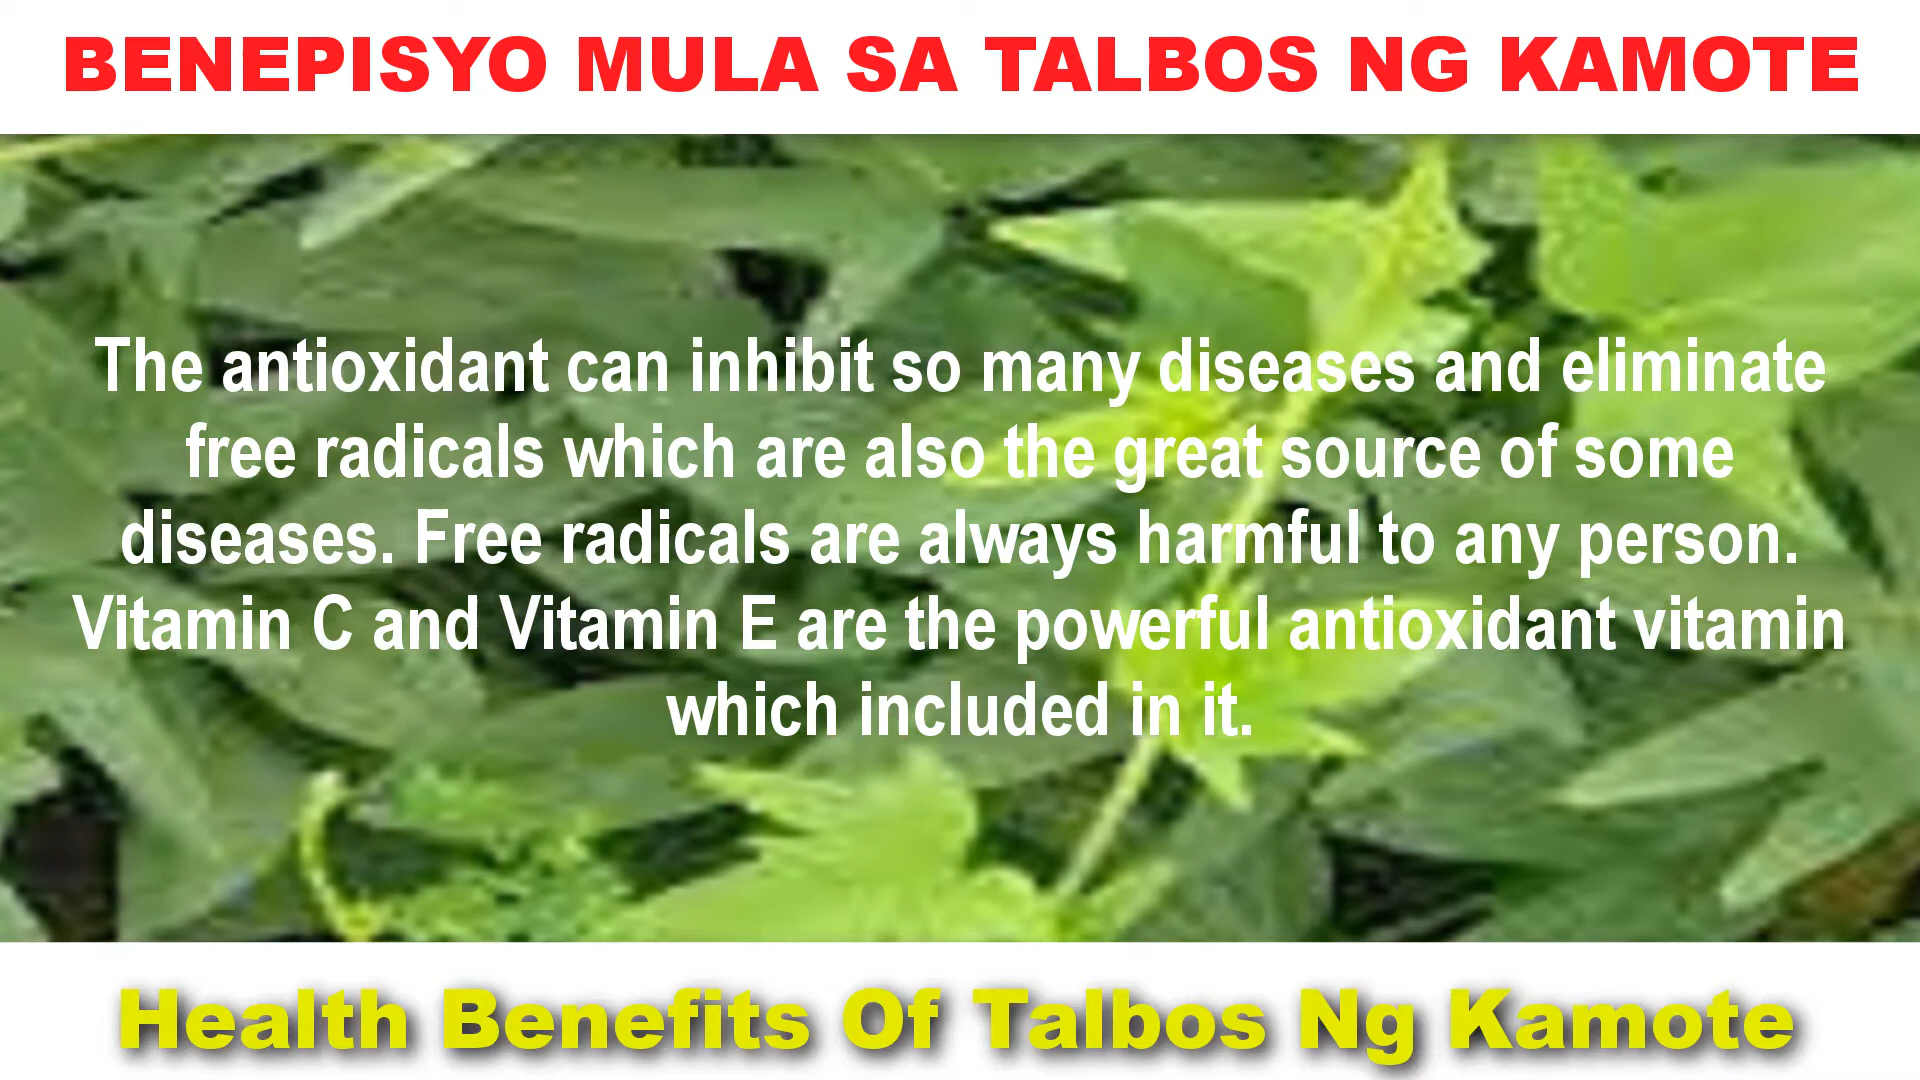 BENEPISYO MULA SA TALBOS NG KAMOTE
The antioxidant can inhibit so many diseases and eliminate
free radicals which are also the great source of some
diseases. Free radicals are always harmful to any person.
Vitamin C and Vitamin E are the powerful antioxidant vitamin
which included in it.
Health Benefits Of Talbos Ng Kamote